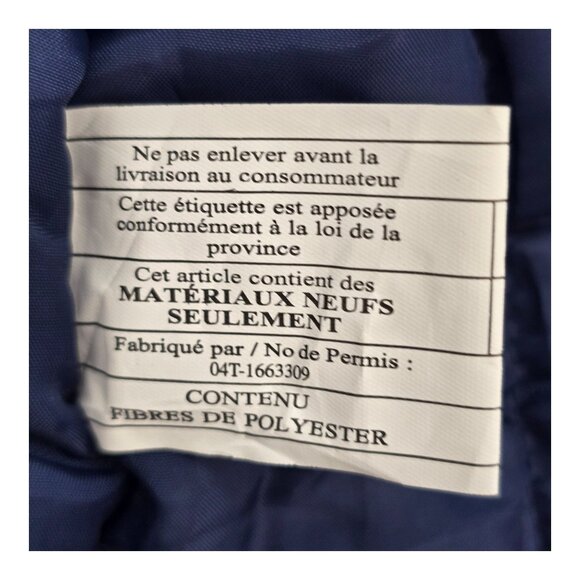 Ne pas enlever avant la
livraison au consommateur
Cette étiquette est apposée
conformément à la loi de la
province
Cet article contient des
MATÉRIAUX NEUFS
SEULEMENT
Fabriqué par / No de Permis :
04T-1663309
CONTENU
FIBRES DE POLYESTER